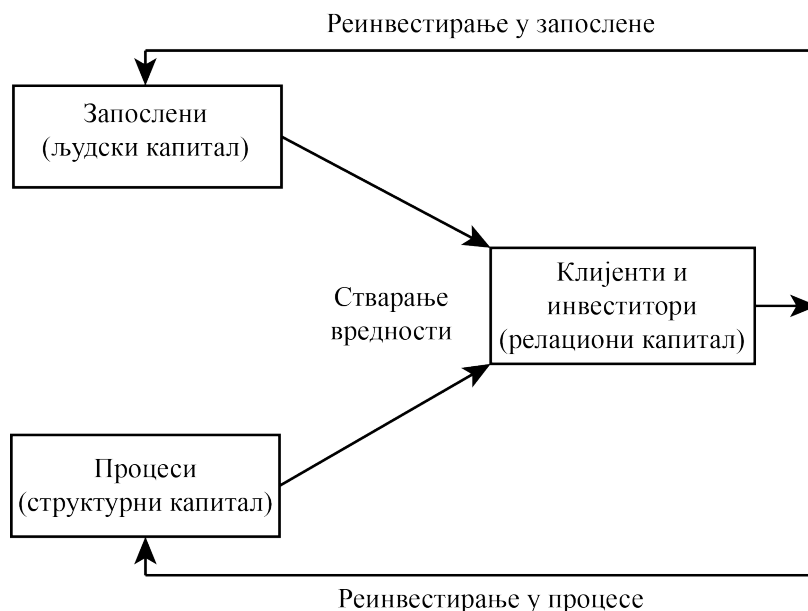 Реинвестирање у запослене
Запослени
(људски капитал)
Клијенти и
инвеститори
(релациони капитал)
Стварање
вредности
Процеси
(структурни капитал)
Реинвестирање у процесе